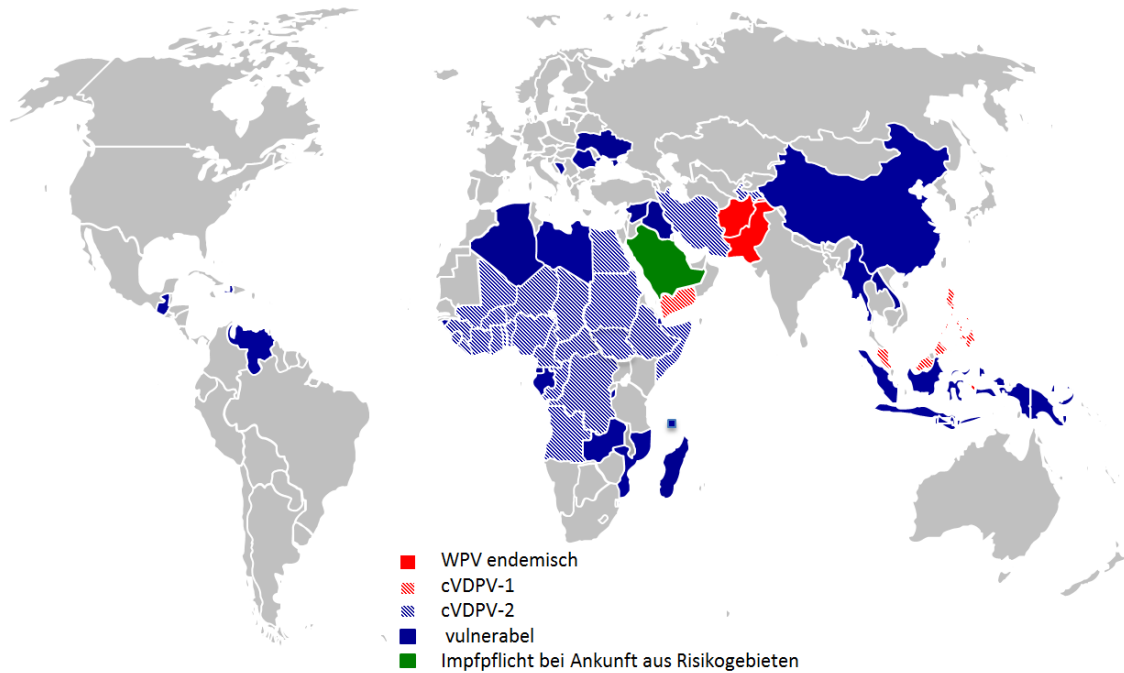 WPV endemisch
cVDPV-1
cVDPV-2
vulnerabel
Impfpflicht bei Ankunft aus Risikogebieten